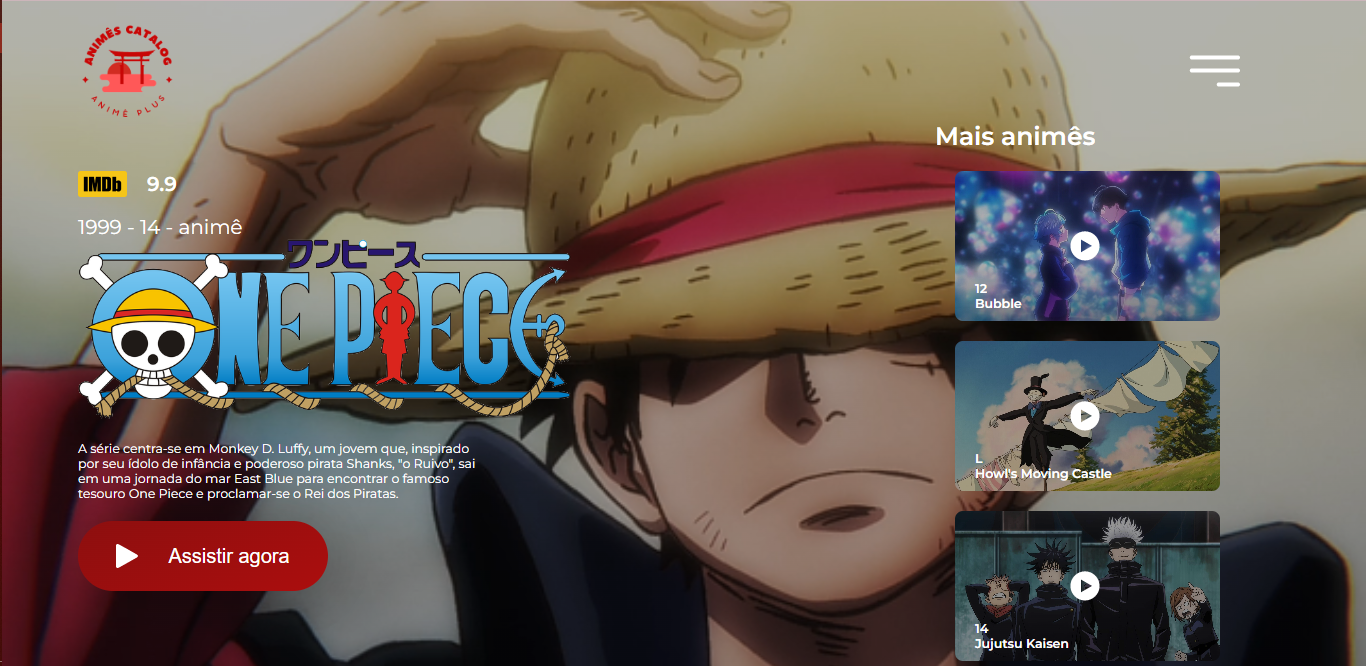 ANIMÊS CATALOG
ANIMÊ PLUS
IMDb 9.9
1999 - 14 - animê
ワンピース
ONE PIECE
A série centra-se em Monkey D. Luffy, um jovem que, inspirado
por seu ídolo de infância e poderoso pirata Shanks, "o Ruivo", sai
em uma jornada do mar East Blue para encontrar o famoso
tesouro One Piece e proclamar-se o Rei dos Piratas.
Assistir agora
Mais animês
12
Bubble
L
Howl's Moving Castle
14
Jujutsu Kaisen